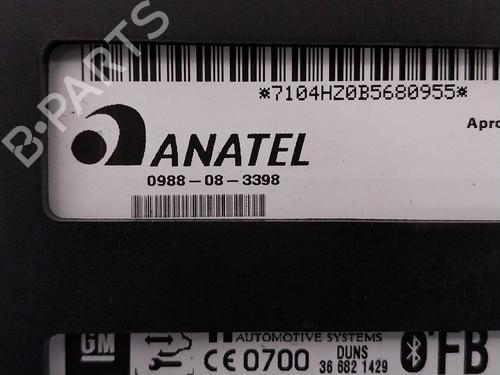 *7104HZ0B5680955*
Apro
ANATEL
0988-08-3398
B-PARTS
GM
AUTOMOTIVE SYSTEMS
CE 0700
DUNS
36 682 1429
FB